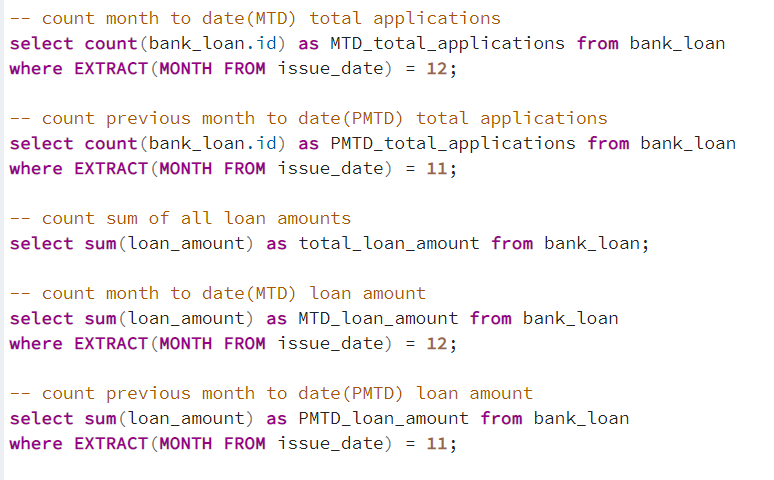 -- count month to date(MTD) total applications
select count(bank_loan.id) as MTD_total_applications from bank_loan
where EXTRACT(MONTH FROM issue_date) = 12;
-- count previous month to date(PMTD) total applications
select count(bank_loan.id) as PMTD_total_applications from bank_loan
where EXTRACT(MONTH FROM issue_date) = 11;
-- count sum of all loan amounts
select sum(loan_amount) as total_loan_amount from bank_loan;
-- count month to date(MTD) loan amount
select sum(loan_amount) as MTD_loan_amount from bank_loan
where EXTRACT(MONTH FROM issue_date) = 12;
-- count previous month to date(PMTD) loan amount
select sum(loan_amount) as PMTD_loan_amount from bank_loan
where EXTRACT(MONTH FROM issue_date) = 11;